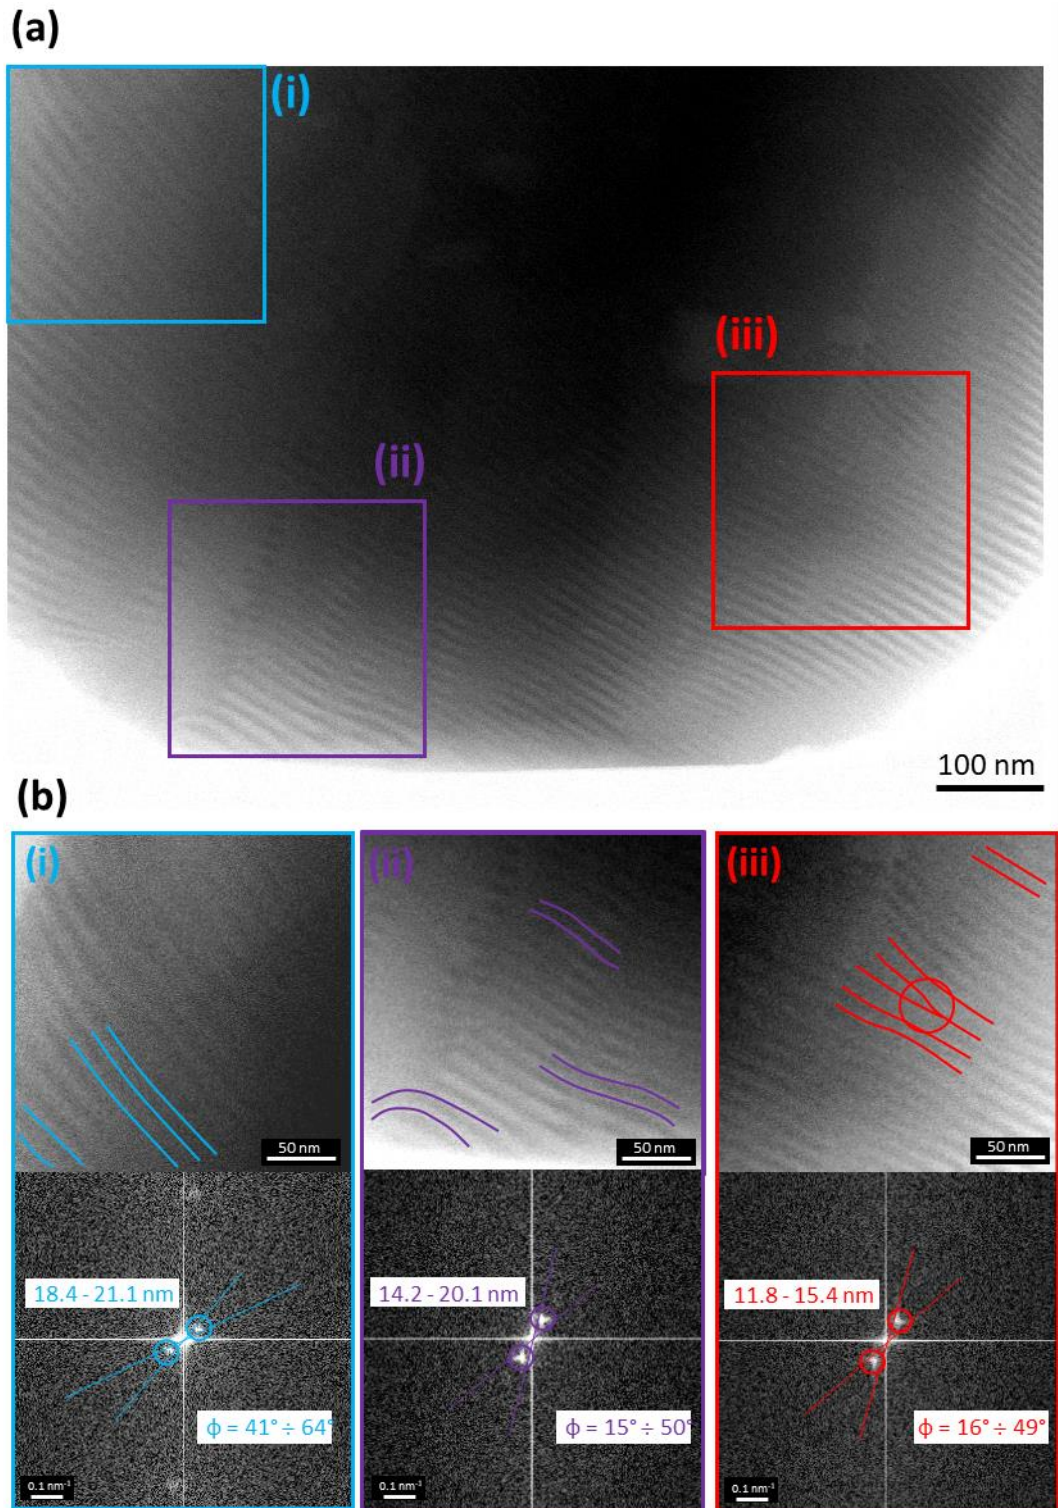 (a)
(i)
(iii)
(ii)
100 nm
(b)
(i)
(ii)
(iii)
50 nm
50 nm
50 nm
18.4 - 21.1 nm
14.2 - 20.1 nm
11.8 - 15.4 nm
ϕ = 41° ÷ 64°
ϕ = 15° ÷ 50°
ϕ = 16° ÷ 49°
0.1 nm⁻¹
0.1 nm⁻¹
0.1 nm⁻¹